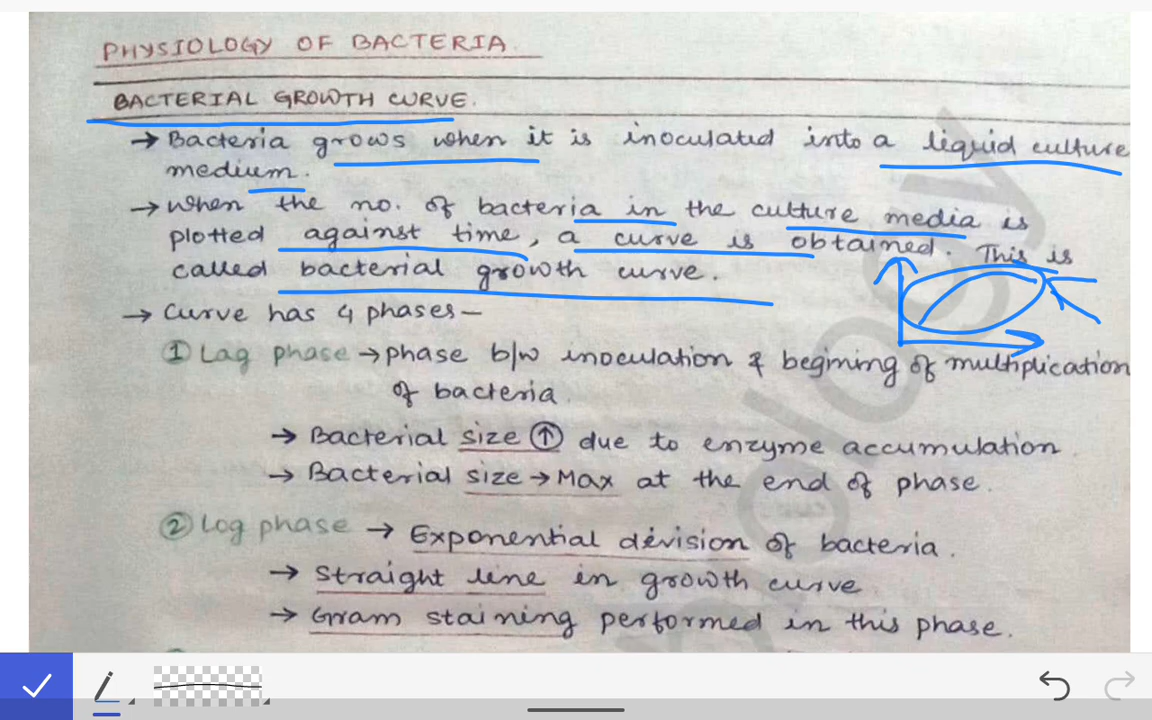 PHYSIOLOGY OF BACTERIA.
BACTERIAL GROWTH CURVE.
→ Bacteria grows when it is inoculated into a liquid culture
medium.
→ when the no. of bacteria in the culture media is
plotted against time, a curve is obtained. This is
called bacterial growth curve.
→ Curve has 4 phases —
① Lag phase → phase b/w inoculation & begining of multiplication
of bacteria.
→ Bacterial size ↑ due to enzyme accumulation.
→ Bacterial size → Max at the end of phase.
② Log phase → Exponential division of bacteria.
→ Straight line in growth curve
→ Gram staining performed in this phase.